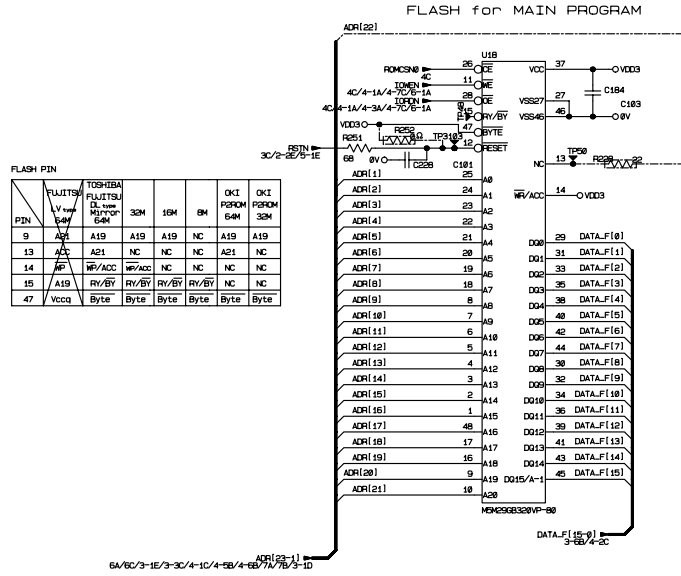 FLASH for MAIN PROGRAM
ADR[22]
U18
ROMCSN0 4C 26 CE VCC 37 VDD3
IOWEN 4C/4-1A/4-7C/6-1A 11 WE C184
IORDN 4C/4-1A/4-3A/4-7C/6-1A 28 OE VSS27 27 C103
TP48 15 RY/BY VSS46 46 0V
VDD3 R252 0Ω 47 BYTE
RSTIN 3C/2-2E/5-1E R251 68 TP3103 12 RESET
0V C228 C101
NC 13 TP50 R228 22
WP/ACC 14 VDD3
FLASH PIN
PIN FUJITSU LV type 64M TOSHIBA FUJITSU DL type Mirror 64M 32M 16M 8M OKI P2ROM 64M OKI P2ROM 32M
9 A21 A19 A19 A19 NC A19 A19
13 ACC A21 NC NC NC A21 NC
14 WP WP/ACC WP/ACC NC NC NC NC
15 A19 RY/BY RY/BY RY/BY RY/BY NC NC
47 Vccq Byte Byte Byte Byte Byte Byte
ADR[1] 25 A0
ADR[2] 24 A1
ADR[3] 23 A2
ADR[4] 22 A3
ADR[5] 21 A4 DQ0 29 DATA_F[0]
ADR[6] 20 A5 DQ1 31 DATA_F[1]
ADR[7] 19 A6 DQ2 33 DATA_F[2]
ADR[8] 18 A7 DQ3 35 DATA_F[3]
ADR[9] 8 A8 DQ4 38 DATA_F[4]
ADR[10] 7 A9 DQ5 40 DATA_F[5]
ADR[11] 6 A10 DQ6 42 DATA_F[6]
ADR[12] 5 A11 DQ7 44 DATA_F[7]
ADR[13] 4 A12 DQ8 30 DATA_F[8]
ADR[14] 3 A13 DQ9 32 DATA_F[9]
ADR[15] 2 A14 DQ10 34 DATA_F[10]
ADR[16] 1 A15 DQ11 36 DATA_F[11]
ADR[17] 48 A16 DQ12 39 DATA_F[12]
ADR[18] 17 A17 DQ13 41 DATA_F[13]
ADR[19] 16 A18 DQ14 43 DATA_F[14]
ADR[20] 9 A19 DQ15/A-1 45 DATA_F[15]
ADR[21] 10 A20
M5M29GB320VP-80
DATA_F[15-0]
3-6B/4-2C
ADR[23-1]
6A/6C/3-1E/3-3C/4-1C/4-5B/4-6B/7A/7B/3-1D